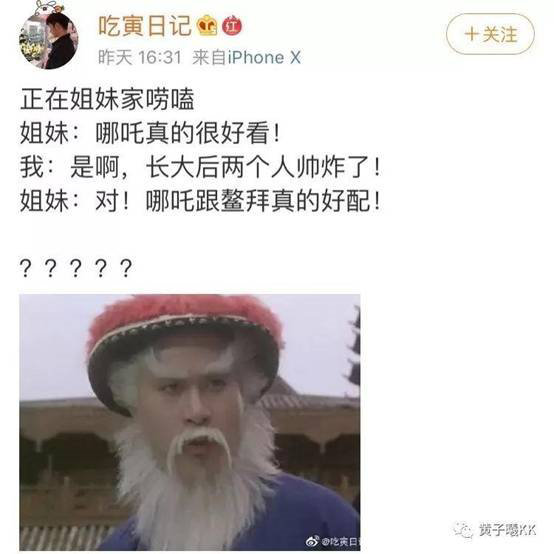 吃寅日记
红
+关注
昨天 16:31 来自iPhone X
正在姐妹家唠嗑
姐妹：哪吒真的很好看！
我：是啊，长大后两个人帅炸了！
姐妹：对！哪吒跟鳌拜真的好配！
？？？？？
@吃寅日记
黄子曦KK